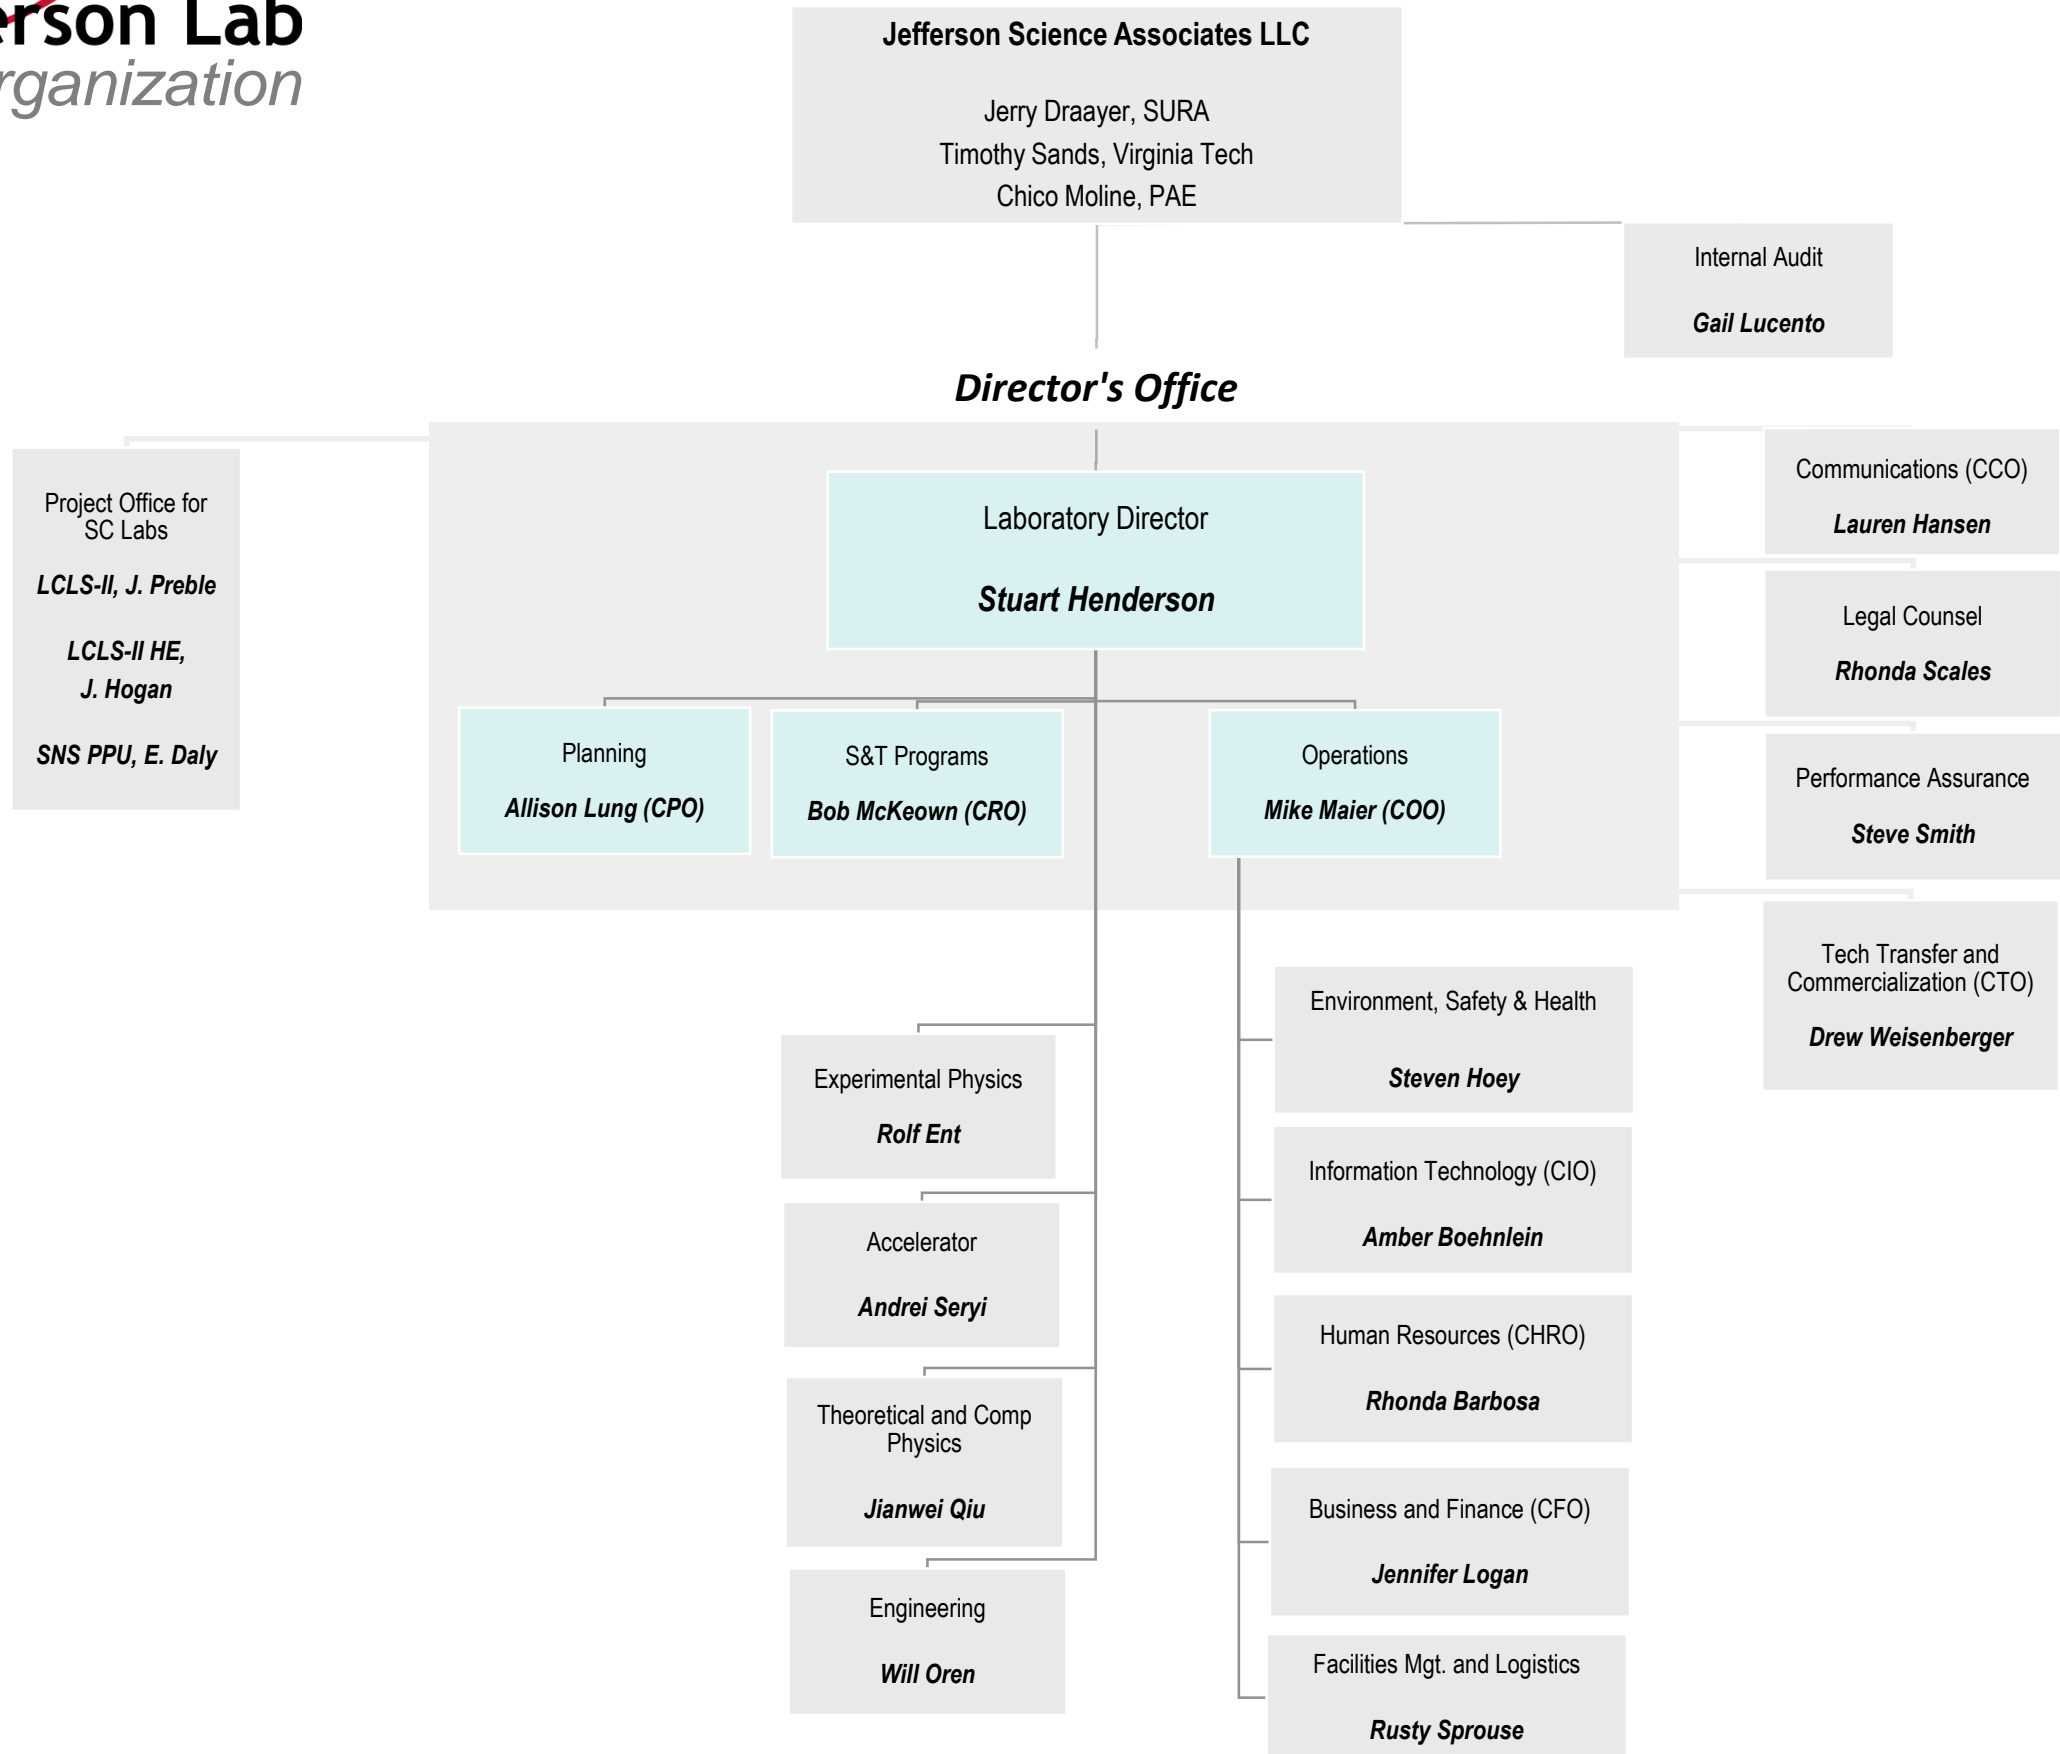 Lab
Jefferson Science Associates LLC
Jerry Draayer, SURA
Timothy Sands, Virginia Tech
Chico Moline, PAE
Internal Audit
Gail Lucento
Director's Office
Project Office for
SC Labs
LCLS-II, J. Preble
LCLS-II HE,
J. Hogan
SNS PPU, E. Daly
Laboratory Director
Stuart Henderson
Planning
Allison Lung (CPO)
S&T Programs
Bob McKeown (CRO)
Operations
Mike Maier (COO)
Communications (CCO)
Lauren Hansen
Legal Counsel
Rhonda Scales
Performance Assurance
Steve Smith
Tech Transfer and
Commercialization (CTO)
Drew Weisenberger
Experimental Physics
Rolf Ent
Accelerator
Andrei Seryi
Theoretical and Comp
Physics
Jianwei Qiu
Engineering
Will Oren
Environment, Safety & Health
Steven Hoey
Information Technology (CIO)
Amber Boehnlein
Human Resources (CHRO)
Rhonda Barbosa
Business and Finance (CFO)
Jennifer Logan
Facilities Mgt. and Logistics
Rusty Sprouse